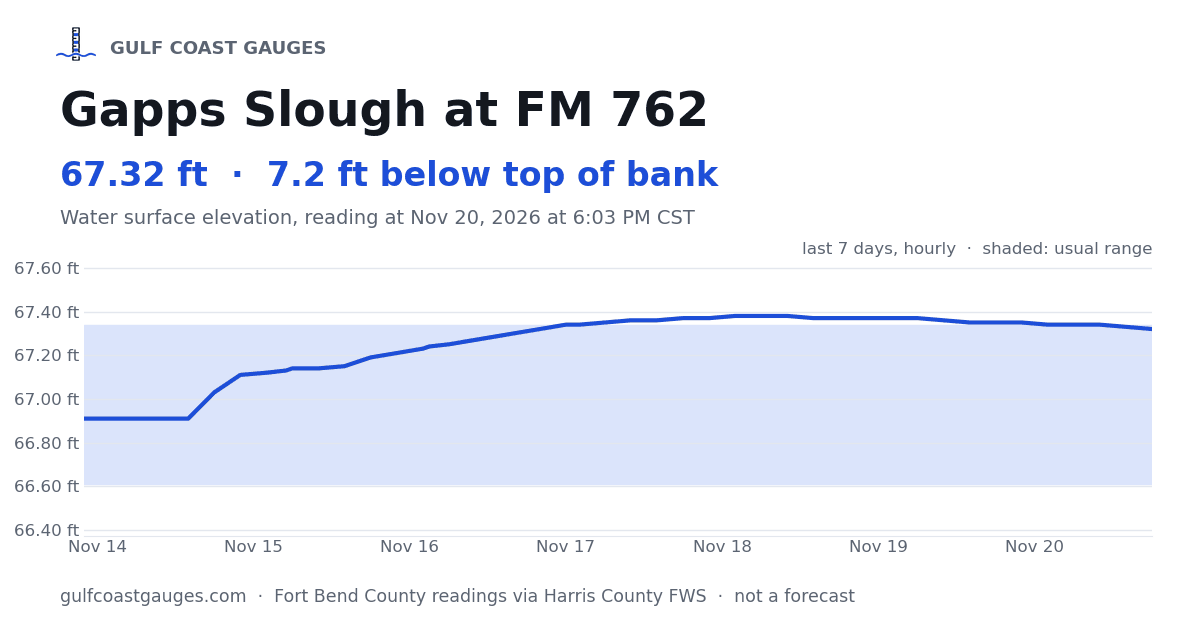 GULF COAST GAUGES
Gapps Slough at FM 762
67.32 ft · 7.2 ft below top of bank
Water surface elevation, reading at Nov 20, 2026 at 6:03 PM CST
last 7 days, hourly · shaded: usual range
67.60 ft
67.40 ft
67.20 ft
67.00 ft
66.80 ft
66.60 ft
66.40 ft
Nov 14 Nov 15 Nov 16 Nov 17 Nov 18 Nov 19 Nov 20
gulfcoastgauges.com · Fort Bend County readings via Harris County FWS · not a forecast